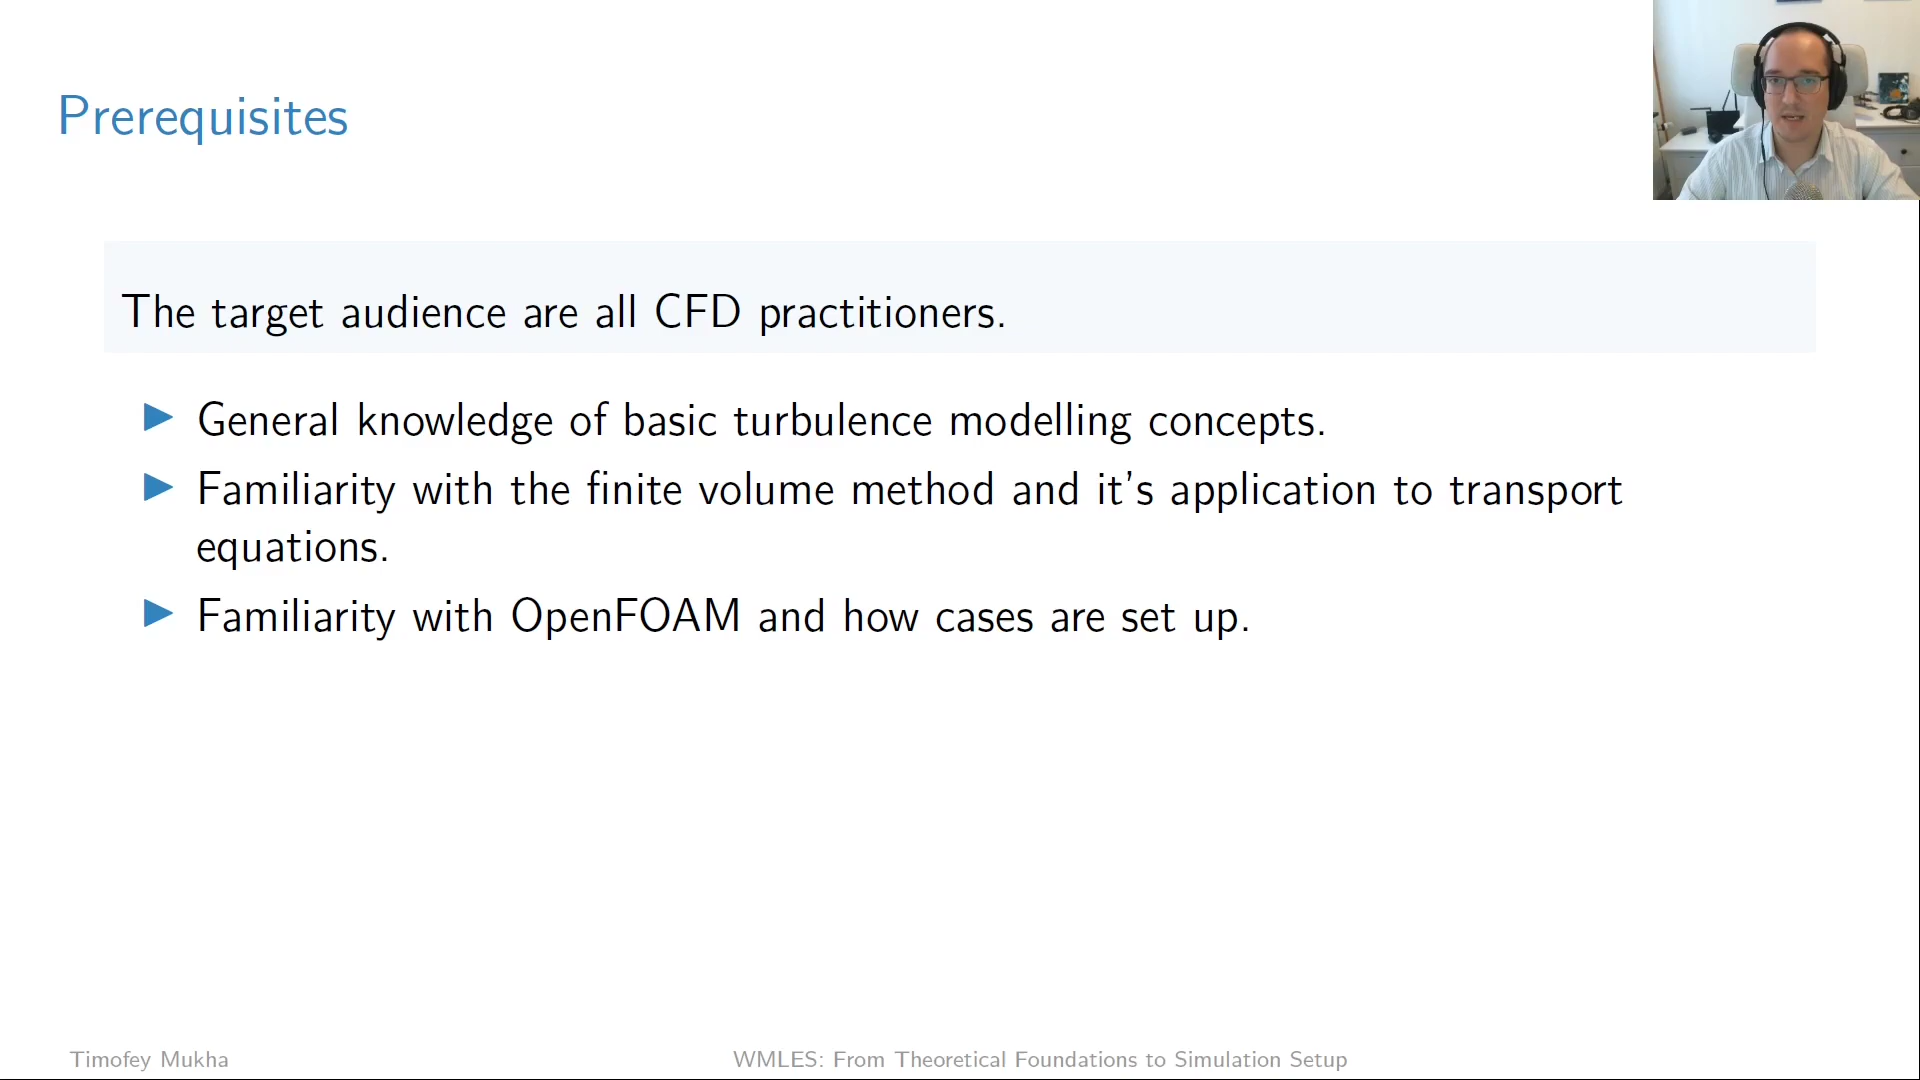 Prerequisites
The target audience are all CFD practitioners.
General knowledge of basic turbulence modelling concepts.
Familiarity with the finite volume method and it's application to transport
equations.
Familiarity with OpenFOAM and how cases are set up.
Timofey Mukha
WMLES: From Theoretical Foundations to Simulation Setup